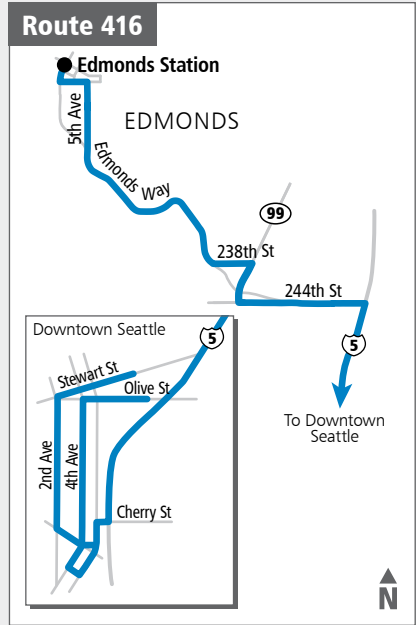 Route 416
Edmonds Station
EDMONDS
5th Ave
Edmonds Way
99
238th St
244th St
5
To Downtown
Seattle
Downtown Seattle
5
Stewart St
Olive St
2nd Ave
4th Ave
Cherry St
N